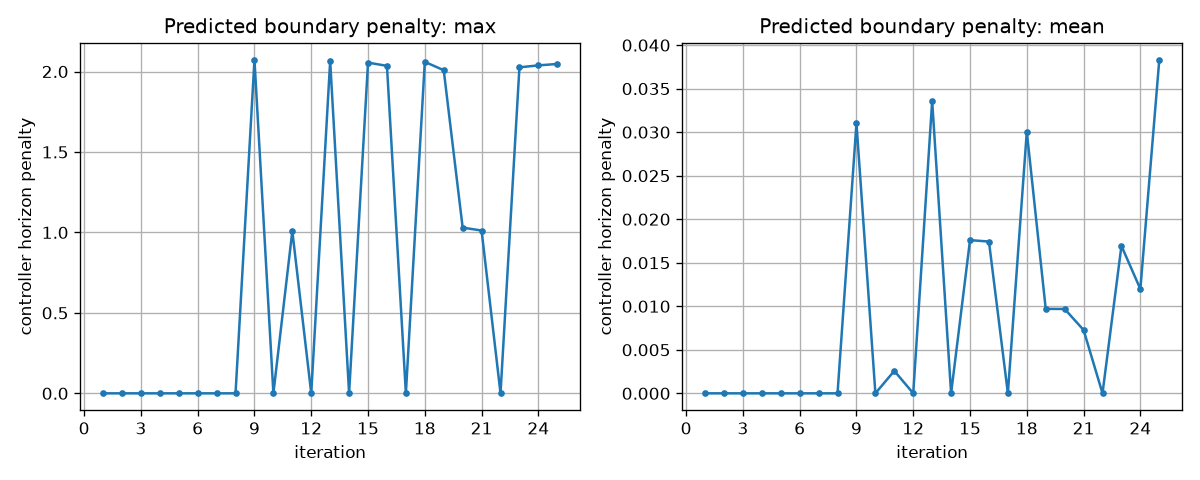 Predicted boundary penalty: max
controller horizon penalty
2.0
1.5
1.0
0.5
0.0
0 3 6 9 12 15 18 21 24
iteration
Predicted boundary penalty: mean
controller horizon penalty
0.040
0.035
0.030
0.025
0.020
0.015
0.010
0.005
0.000
0 3 6 9 12 15 18 21 24
iteration